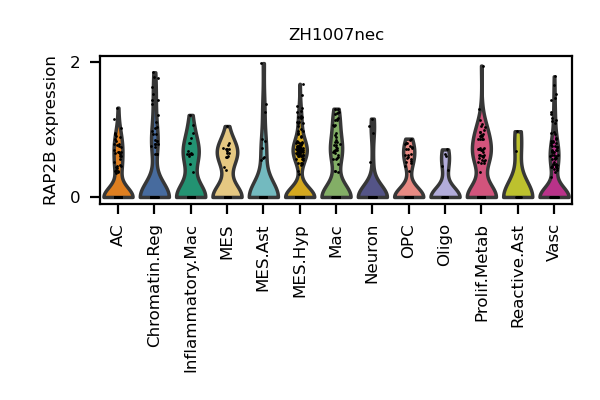 ZH1007nec
RAP2B expression
2
0
AC
Chromatin.Reg
Inflammatory.Mac
MES
MES.Ast
MES.Hyp
Mac
Neuron
OPC
Oligo
Prolif.Metab
Reactive.Ast
Vasc